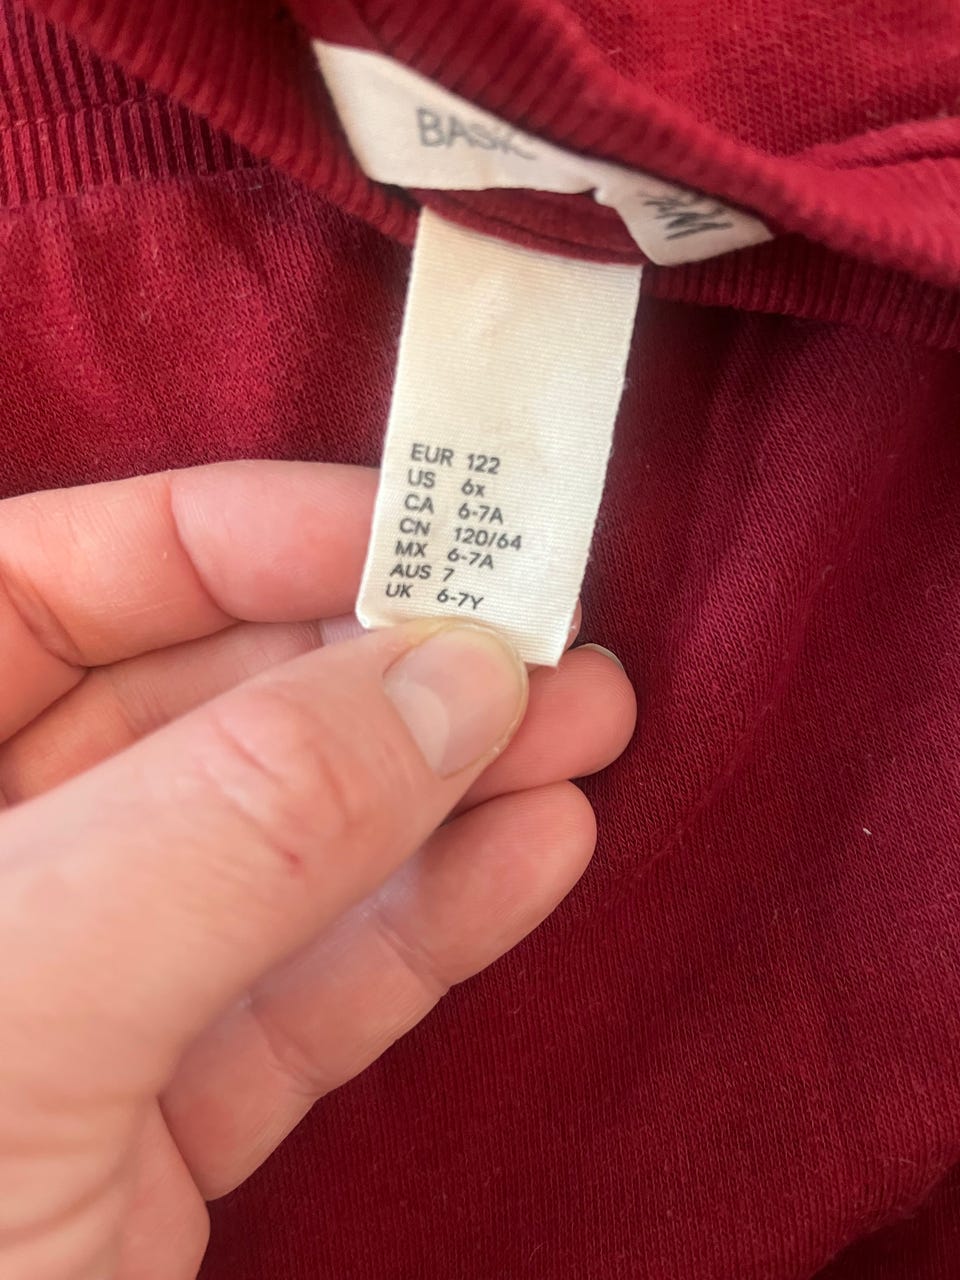 BASIC
H&M
EUR 122
US 6x
CA 6-7A
CN 120/64
MX 6-7A
AUS 7
UK 6-7Y